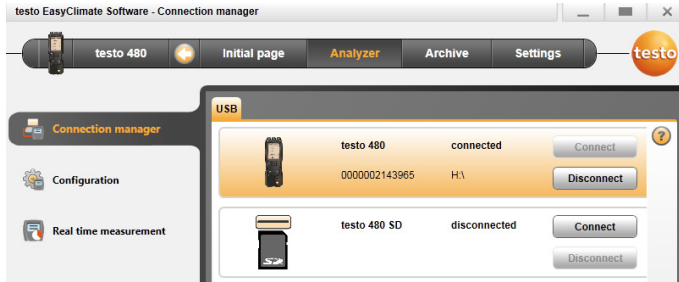 testo EasyClimate Software - Connection manager
testo 480 Initial page Analyzer Archive Settings testo
USB
Connection manager
testo 480 connected Connect
?
0000002143965 H:\ Disconnect
Configuration
testo 480 SD disconnected Connect
Real time measurement
SD Disconnect